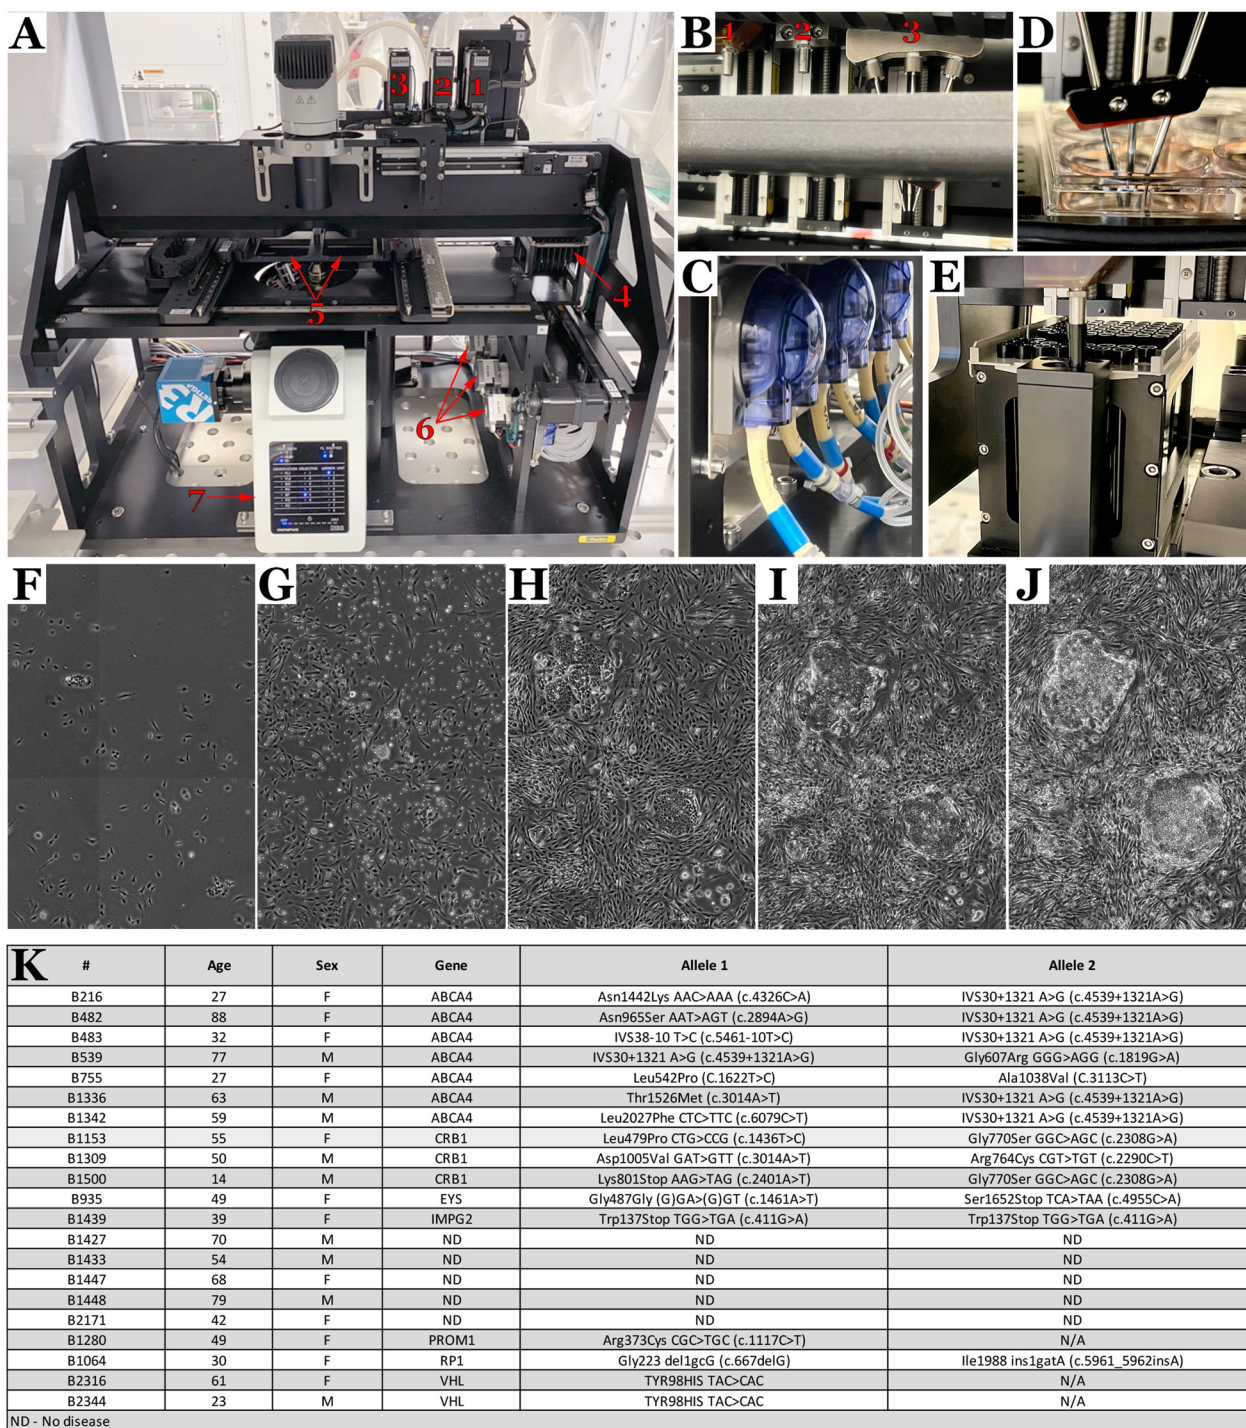 A
3
2
1
4
5
6
7
OLYMPUS
B
1
2
3
D
C
E
F
G
H
I
J
K
# Age Sex Gene Allele 1 Allele 2
B216 27 F ABCA4 Asn1442Lys AAC>AAA (c.4326C>A) IVS30+1321 A>G (c.4539+1321A>G)
B482 88 F ABCA4 Asn965Ser AAT>AGT (c.2894A>G) IVS30+1321 A>G (c.4539+1321A>G)
B483 32 F ABCA4 IVS38-10 T>C (c.5461-10T>C) IVS30+1321 A>G (c.4539+1321A>G)
B539 77 M ABCA4 IVS30+1321 A>G (c.4539+1321A>G) Gly607Arg GGG>AGG (c.1819G>A)
B755 27 F ABCA4 Leu542Pro (C.1622T>C) Ala1038Val (C.3113C>T)
B1336 63 M ABCA4 Thr1526Met (c.3014A>T) IVS30+1321 A>G (c.4539+1321A>G)
B1342 59 M ABCA4 Leu2027Phe CTC>TTC (c.6079C>T) IVS30+1321 A>G (c.4539+1321A>G)
B1153 55 F CRB1 Leu479Pro CTG>CCG (c.1436T>C) Gly770Ser GGC>AGC (c.2308G>A)
B1309 50 M CRB1 Asp1005Val GAT>GTT (c.3014A>T) Arg764Cys CGT>TGT (c.2290C>T)
B1500 14 M CRB1 Lys801Stop AAG>TAG (c.2401A>T) Gly770Ser GGC>AGC (c.2308G>A)
B935 49 F EYS Gly487Gly (G)GA>(G)GT (c.1461A>T) Ser1652Stop TCA>TAA (c.4955C>A)
B1439 39 F IMPG2 Trp137Stop TGG>TGA (c.411G>A) Trp137Stop TGG>TGA (c.411G>A)
B1427 70 M ND ND ND
B1433 54 M ND ND ND
B1447 68 F ND ND ND
B1448 79 M ND ND ND
B2171 42 F ND ND ND
B1280 49 F PROM1 Arg373Cys CGC>TGC (c.1117C>T) N/A
B1064 30 F RP1 Gly223 del1gcG (c.667delG) Ile1988 ins1gatA (c.5961_5962insA)
B2316 61 F VHL TYR98HIS TAC>CAC N/A
B2344 23 M VHL TYR98HIS TAC>CAC N/A
ND - No disease